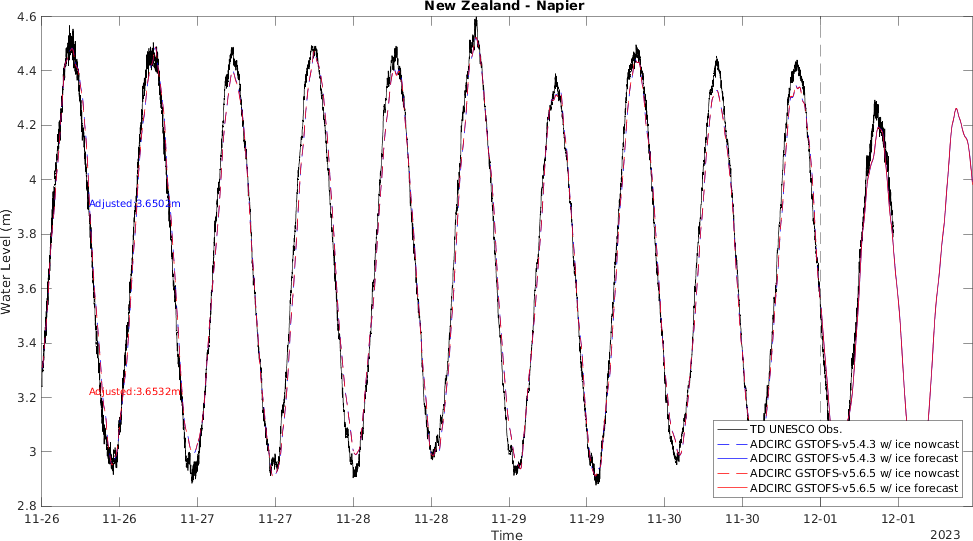 New Zealand - Napier
4.6
4.4
4.2
4
3.8
3.6
3.4
3.2
3
2.8
Water Level (m)
Adjusted:3.6502m
Adjusted:3.6532m
TD UNESCO Obs.
ADCIRC GSTOFS-v5.4.3 w/ ice nowcast
ADCIRC GSTOFS-v5.4.3 w/ ice forecast
ADCIRC GSTOFS-v5.6.5 w/ ice nowcast
ADCIRC GSTOFS-v5.6.5 w/ ice forecast
11-26 11-26 11-27 11-27 11-28 11-28 11-29 11-29 11-30 11-30 12-01 12-01
Time
2023